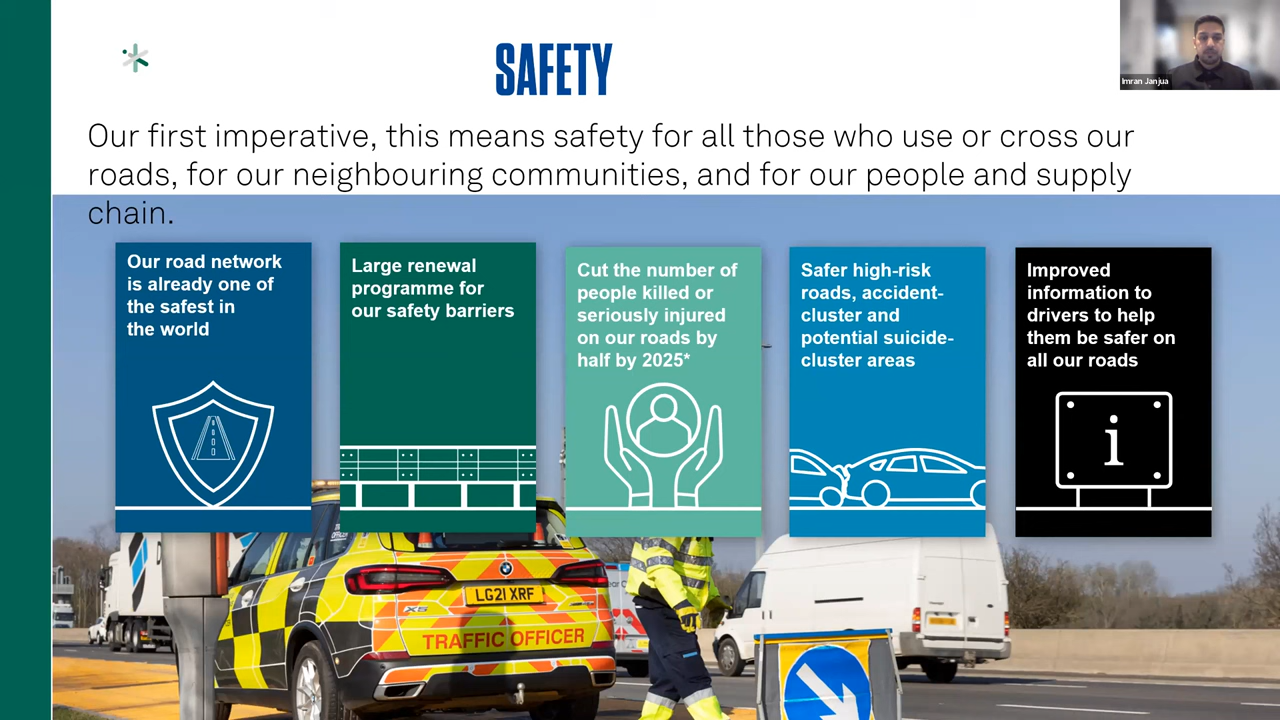 SAFETY
Imran Janjua
Our first imperative, this means safety for all those who use or cross our
roads, for our neighbouring communities, and for our people and supply
chain.
Our road network
is already one of
the safest in
the world
Large renewal
programme for
our safety barriers
Cut the number of
people killed or
seriously injured
on our roads by
half by 2025*
Safer high-risk
roads, accident-
cluster and
potential suicide-
cluster areas
Improved
information to
drivers to help
them be safer on
all our roads
i
LG21 XRF
X5
TRAFFIC OFFICER